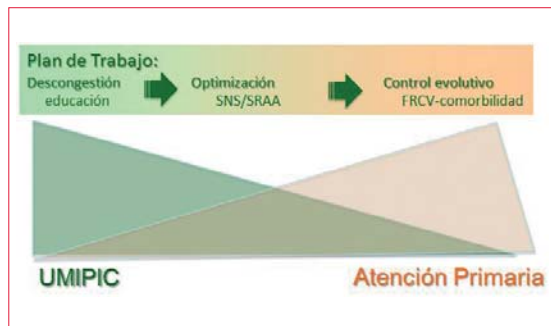 Plan de Trabajo:
Descongestión
educación
Optimización
SNS/SRAA
Control evolutivo
FRCV-comorbilidad
UMIPIC
Atención Primaria